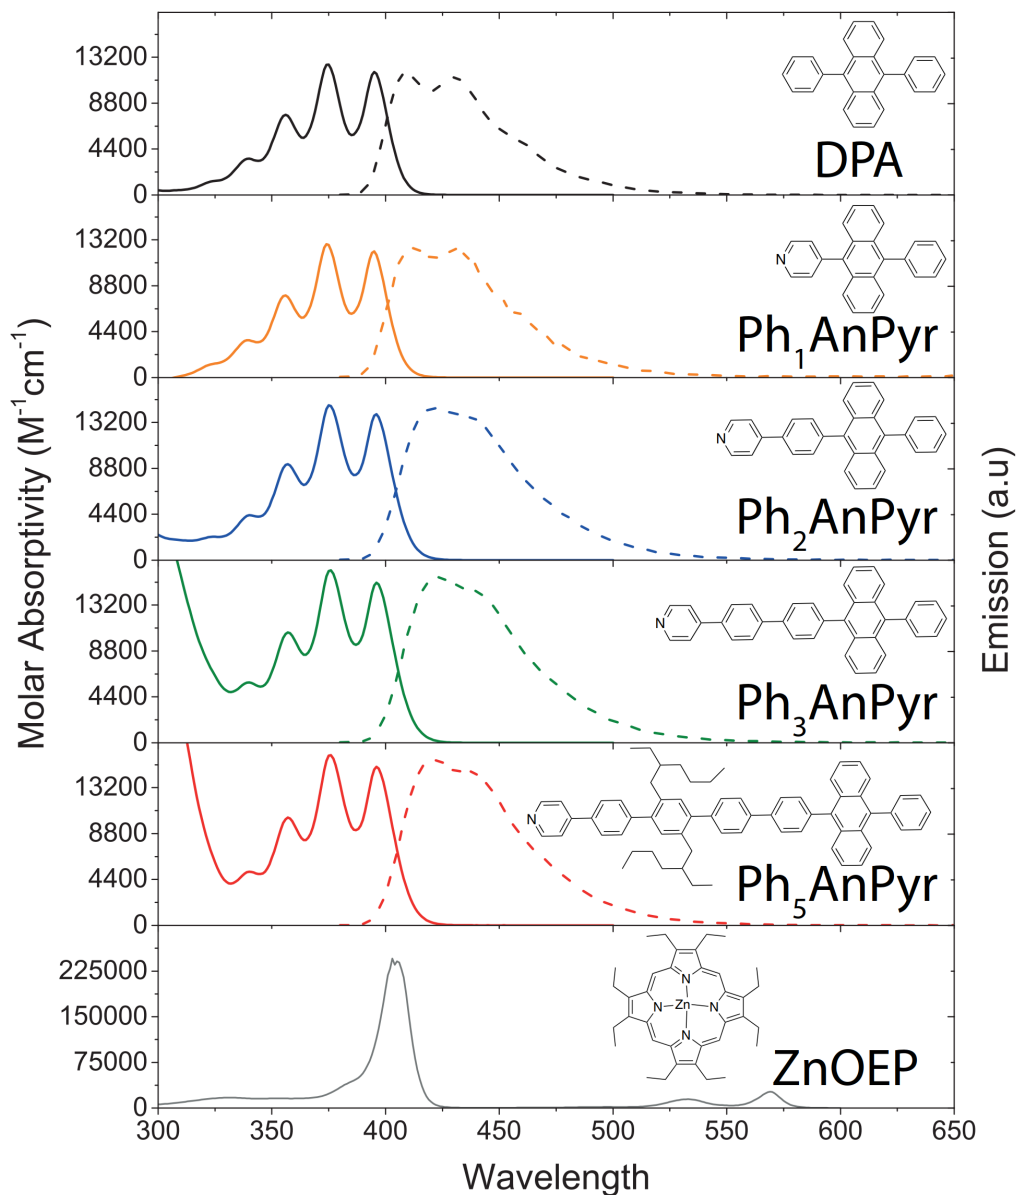 13200
8800
4400
0
DPA
13200
8800
4400
0
N
Ph₁AnPyr
13200
8800
4400
0
N
Ph₂AnPyr
13200
8800
4400
0
N
Ph₃AnPyr
13200
8800
4400
0
N
Ph₅AnPyr
225000
150000
75000
0
N
N Zn N
N
ZnOEP
300 350 400 450 500 550 600 650
Wavelength
Molar Absorptivity (M⁻¹cm⁻¹)
Emission (a.u)